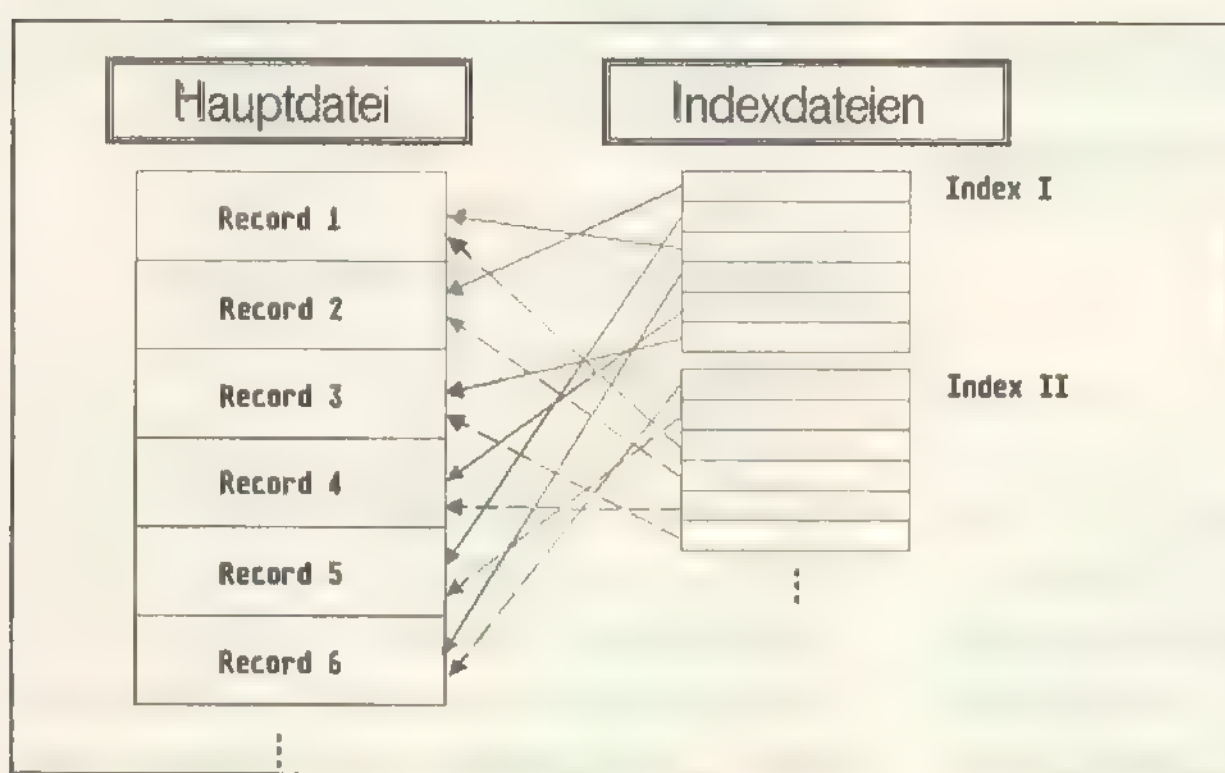 Hauptdatei
Indexdateien
Index I
Record 1
Record 2
Record 3
Index II
Record 4
Record 5
Record 6